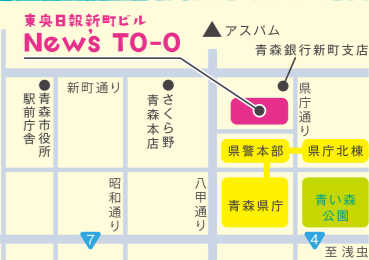 東奥日報新町ビル
New's TO-O
アスパム
青森銀行新町支店
新町通り
県庁通り
青森市役所
駅前庁舎
さくら野
青森本店
県警本部
県庁北棟
昭和通り
八甲通り
青森県庁
青い森
公園
7
4
至 浅虫